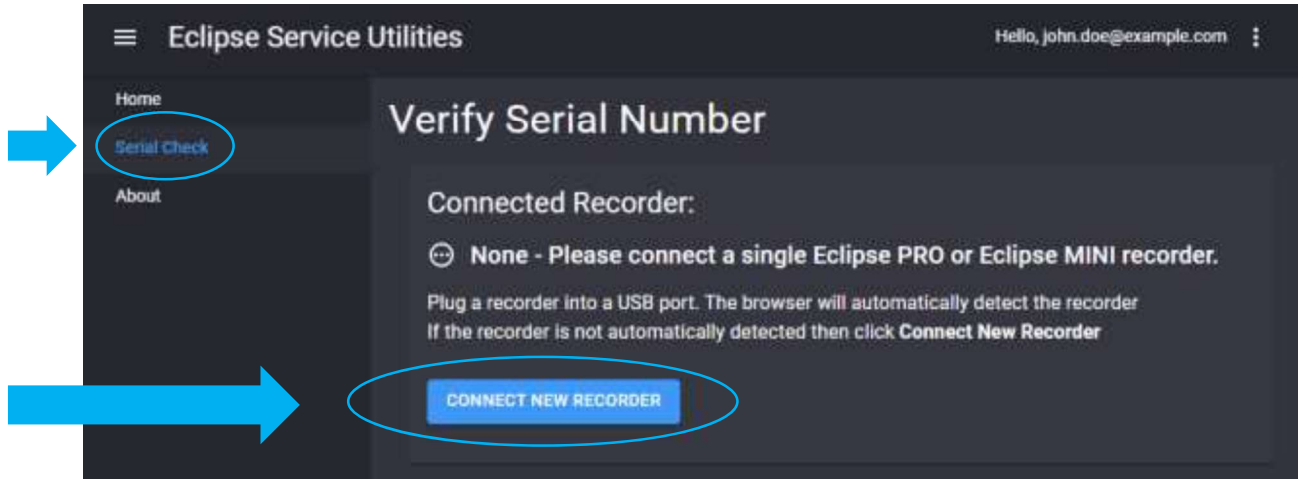 Eclipse Service Utilities
Hello, john.doe@example.com
Home
Serial Check
About
Verify Serial Number
Connected Recorder:
None - Please connect a single Eclipse PRO or Eclipse MINI recorder.
Plug a recorder into a USB port. The browser will automatically detect the recorder
If the recorder is not automatically detected then click Connect New Recorder
CONNECT NEW RECORDER